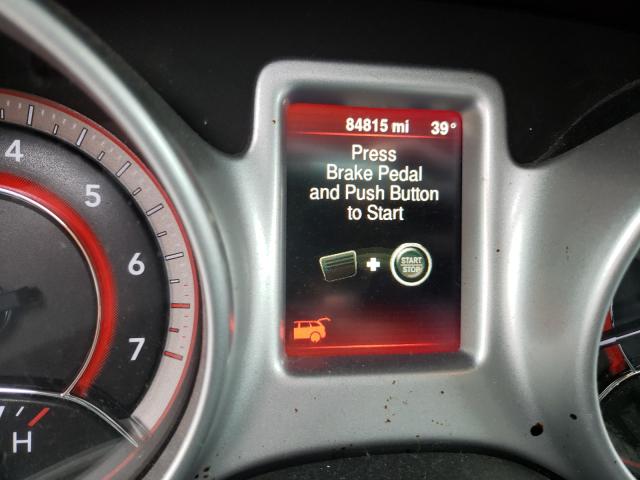 84815 mi 39°
Press
Brake Pedal
and Push Button
to Start
START
STOP
4
5
6
7
H